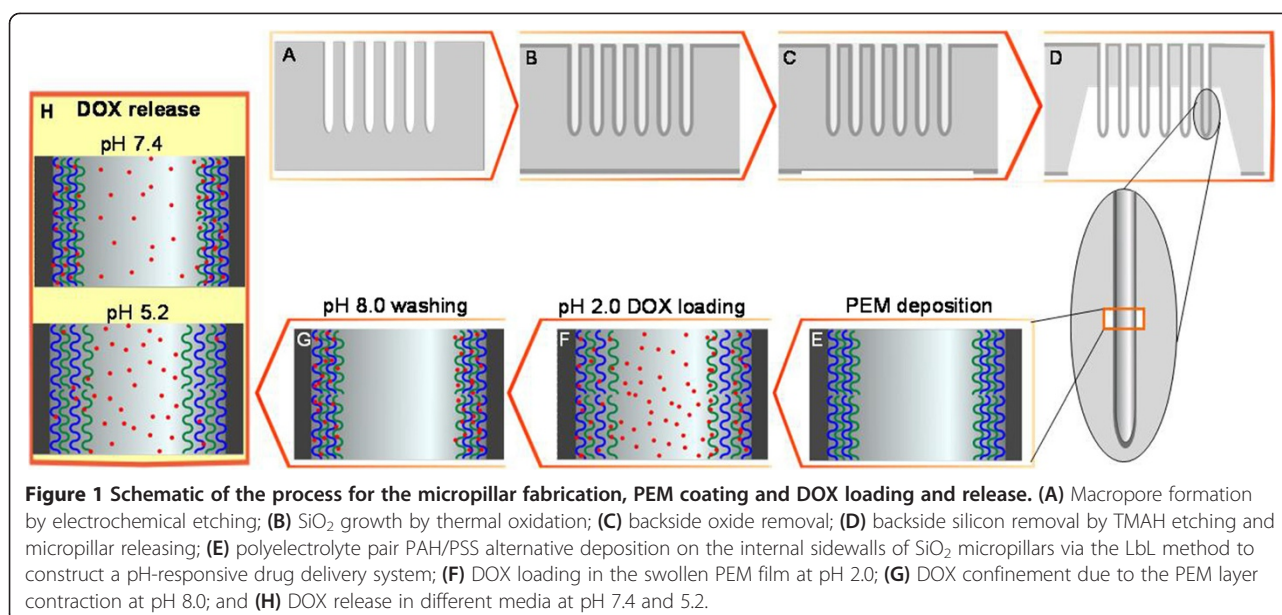 A
B
C
D
H DOX release
pH 7.4
pH 5.2
pH 8.0 washing
pH 2.0 DOX loading
PEM deposition
G
F
E
Figure 1 Schematic of the process for the micropillar fabrication, PEM coating and DOX loading and release. (A) Macropore formation
by electrochemical etching; (B) SiO₂ growth by thermal oxidation; (C) backside oxide removal; (D) backside silicon removal by TMAH etching and
micropillar releasing; (E) polyelectrolyte pair PAH/PSS alternative deposition on the internal sidewalls of SiO₂ micropillars via the LbL method to
construct a pH-responsive drug delivery system; (F) DOX loading in the swollen PEM film at pH 2.0; (G) DOX confinement due to the PEM layer
contraction at pH 8.0; and (H) DOX release in different media at pH 7.4 and 5.2.